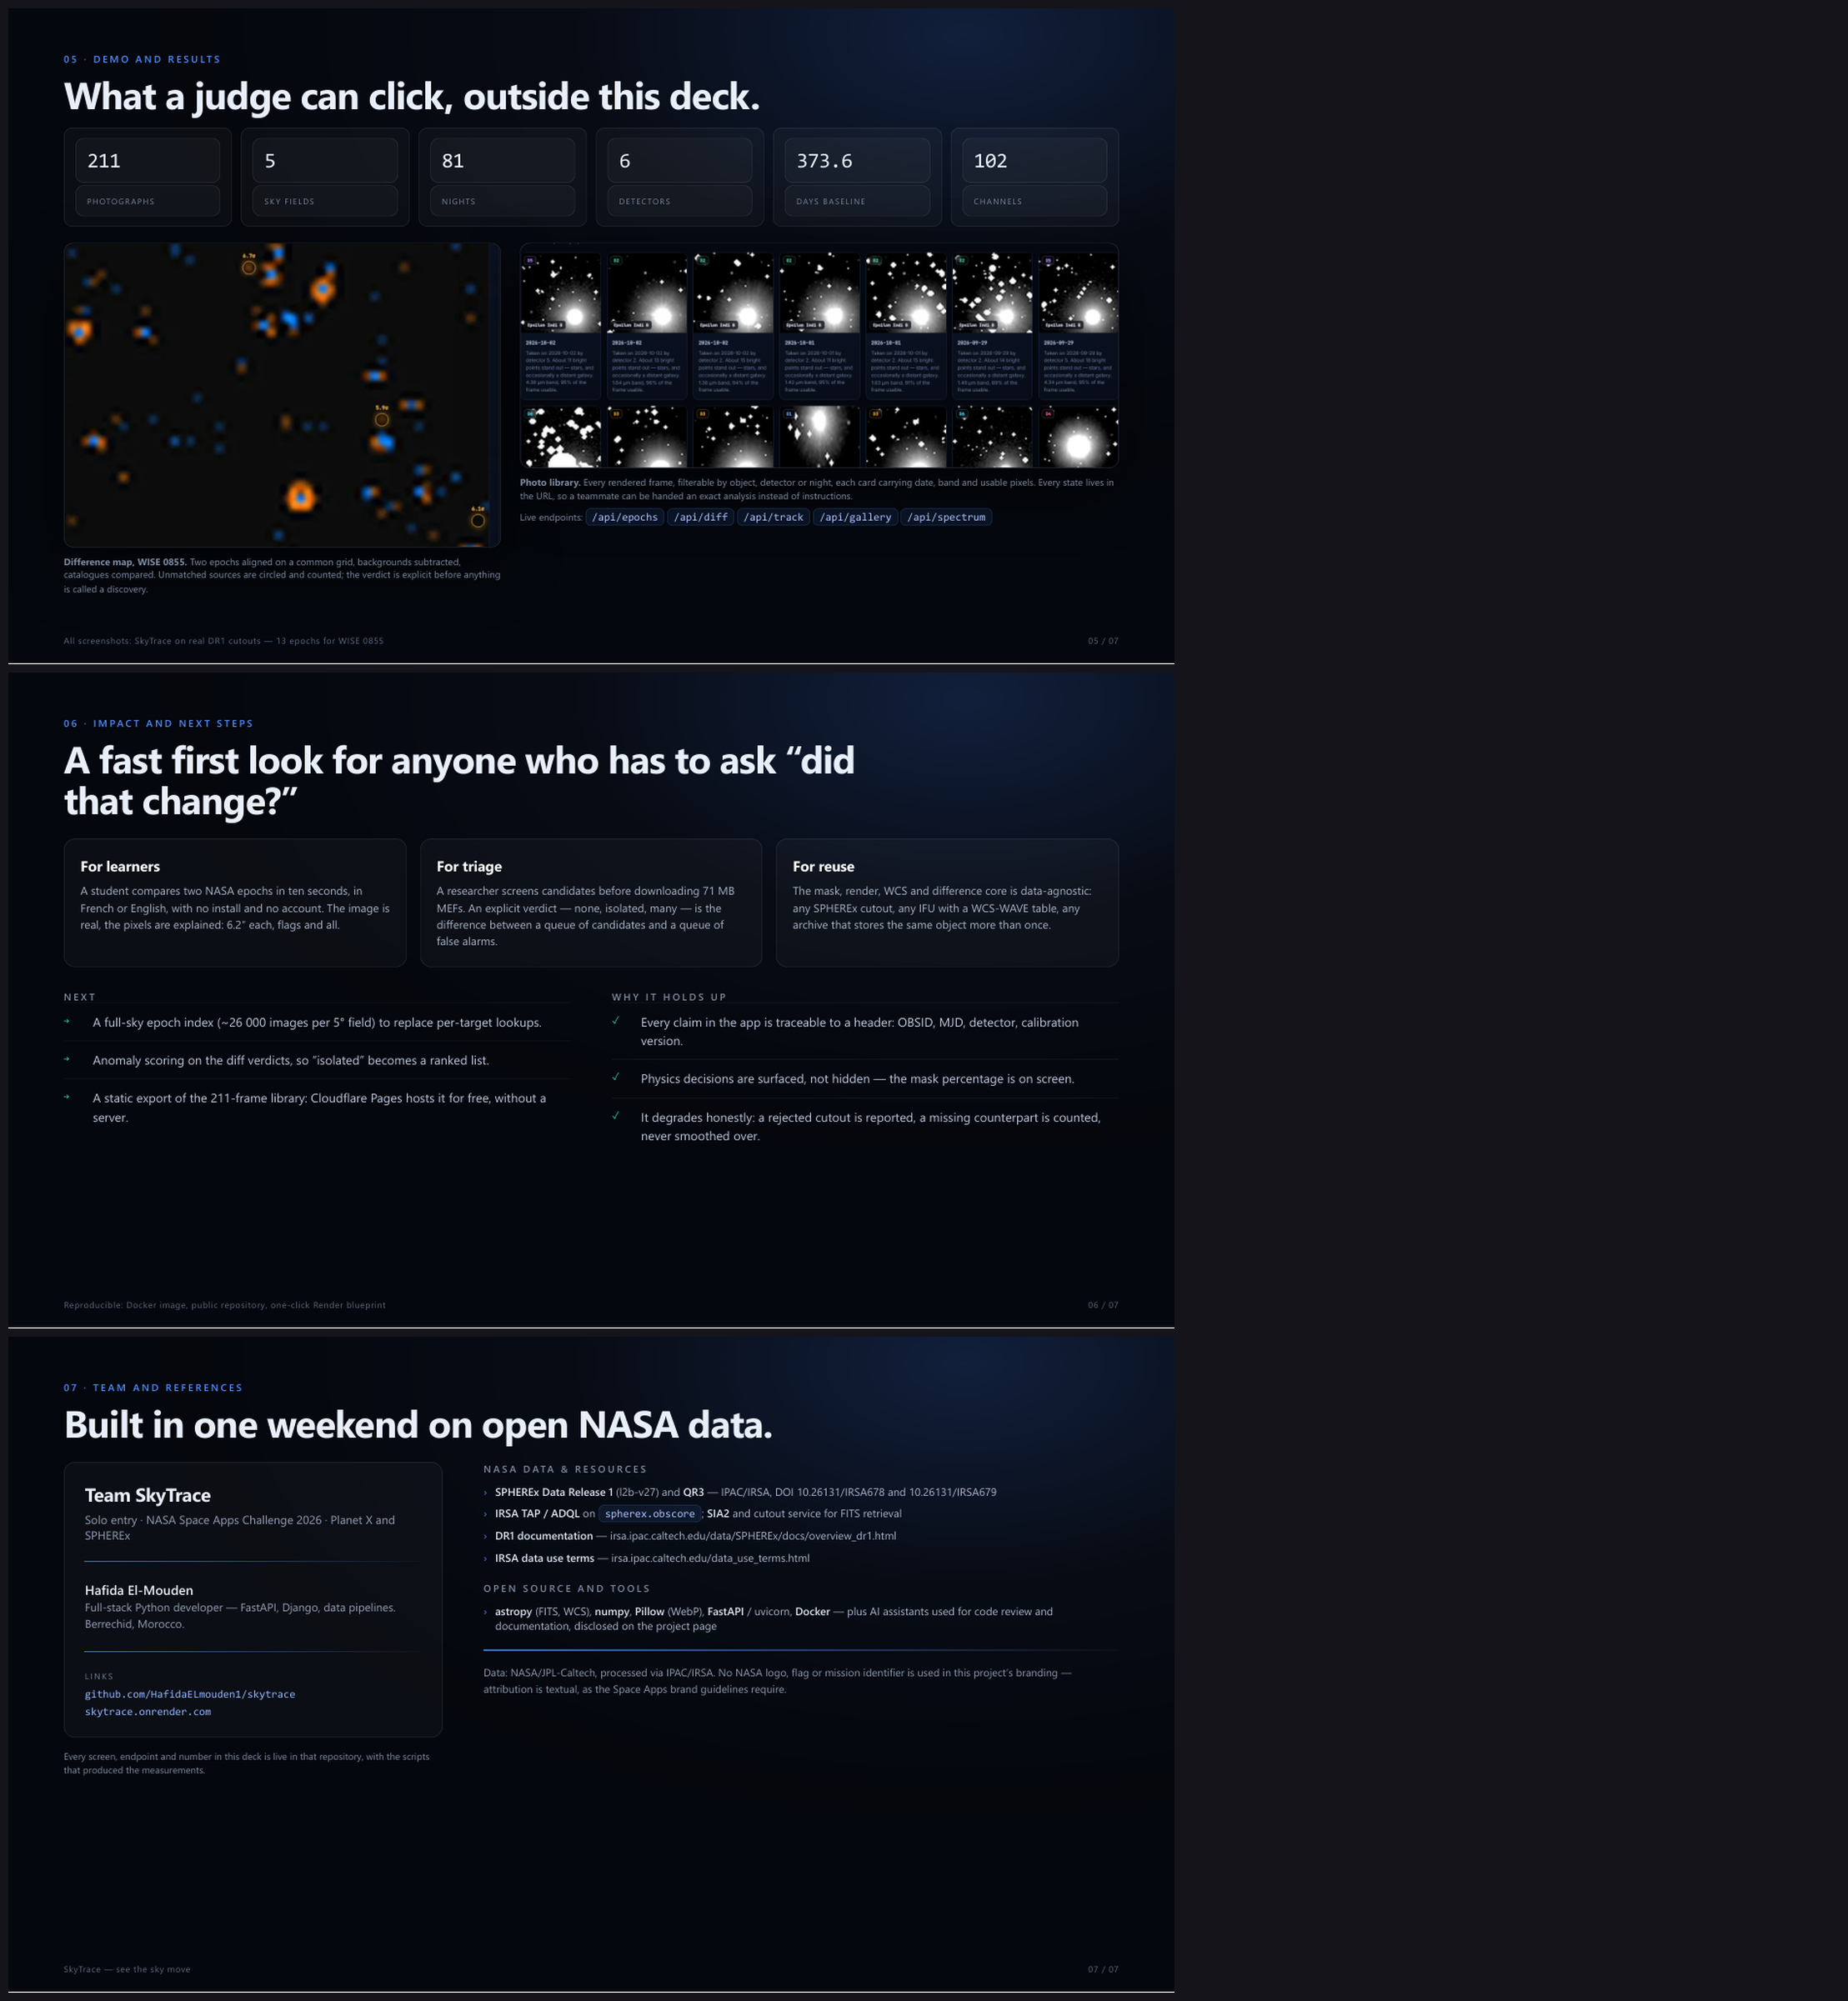 05 · DEMO AND RESULTS
What a judge can click, outside this deck.
211
PHOTOGRAPHS
5
SKY FIELDS
81
NIGHTS
6
DETECTORS
373.6
DAYS BASELINE
102
CHANNELS
5.9σ
Epsilon Indi B
Epsilon Indi B
Epsilon Indi B
Epsilon Indi B
Epsilon Indi B
Epsilon Indi B
Epsilon Indi B
Difference map, WISE 0855. Two epochs aligned on a common grid, backgrounds subtracted,
catalogues compared. Unmatched sources are circled and counted; the verdict is explicit before anything
is called a discovery.
Photo library. Every rendered frame, filterable by object, detector or night, each card carrying date, band and usable pixels. Every state lives in
the URL, so a teammate can be handed an exact analysis instead of instructions.
Live endpoints: /api/epochs /api/diff /api/track /api/gallery /api/spectrum
All screenshots: SkyTrace on real DR1 cutouts — 13 epochs for WISE 0855
05 / 07
06 · IMPACT AND NEXT STEPS
A fast first look for anyone who has to ask “did
that change?”
For learners
A student compares two NASA epochs in ten seconds, in
French or English, with no install and no account. The image is
real, the pixels are explained: 6.2″ each, flags and all.
For triage
A researcher screens candidates before downloading 71 MB
MEFs. An explicit verdict — none, isolated, many — is the
difference between a queue of candidates and a queue of
false alarms.
For reuse
The mask, render, WCS and difference core is data-agnostic:
any SPHEREx cutout, any IFU with a WCS-WAVE table, any
archive that stores the same object more than once.
NEXT
→ A full-sky epoch index (~26 000 images per 5° field) to replace per-target lookups.
→ Anomaly scoring on the diff verdicts, so “isolated” becomes a ranked list.
→ A static export of the 211-frame library: Cloudflare Pages hosts it for free, without a
server.
WHY IT HOLDS UP
✓ Every claim in the app is traceable to a header: OBSID, MJD, detector, calibration
version.
✓ Physics decisions are surfaced, not hidden — the mask percentage is on screen.
✓ It degrades honestly: a rejected cutout is reported, a missing counterpart is counted,
never smoothed over.
Reproducible: Docker image, public repository, one-click Render blueprint
06 / 07
07 · TEAM AND REFERENCES
Built in one weekend on open NASA data.
Team SkyTrace
Solo entry · NASA Space Apps Challenge 2026 · Planet X and
SPHEREx
Hafida El-Mouden
Full-stack Python developer — FastAPI, Django, data pipelines.
Berrechid, Morocco.
LINKS
github.com/HafidaELmouden1/skytrace
skytrace.onrender.com
Every screen, endpoint and number in this deck is live in that repository, with the scripts
that produced the measurements.
NASA DATA & RESOURCES
› SPHEREx Data Release 1 (l2b-v27) and QR3 — IPAC/IRSA, DOI 10.26131/IRSA678 and 10.26131/IRSA679
› IRSA TAP / ADQL on spherex.obscore; SIA2 and cutout service for FITS retrieval
› DR1 documentation — irsa.ipac.caltech.edu/data/SPHEREx/docs/overview_dr1.html
› IRSA data use terms — irsa.ipac.caltech.edu/data_use_terms.html
OPEN SOURCE AND TOOLS
› astropy (FITS, WCS), numpy, Pillow (WebP), FastAPI / uvicorn, Docker — plus AI assistants used for code review and
documentation, disclosed on the project page
Data: NASA/JPL-Caltech, processed via IPAC/IRSA. No NASA logo, flag or mission identifier is used in this project’s branding —
attribution is textual, as the Space Apps brand guidelines require.
SkyTrace — see the sky move
07 / 07